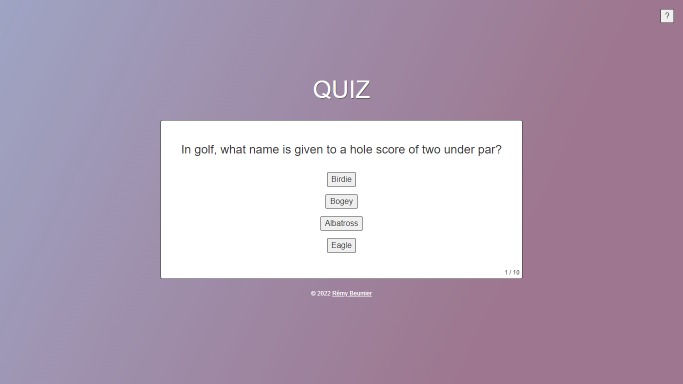 ?
QUIZ
In golf, what name is given to a hole score of two under par?
Birdie
Bogey
Albatross
Eagle
1 / 10
© 2022 Rémy Beumier